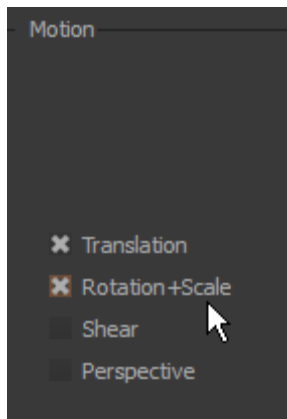 Motion
Translation
Rotation+Scale
Shear
Perspective